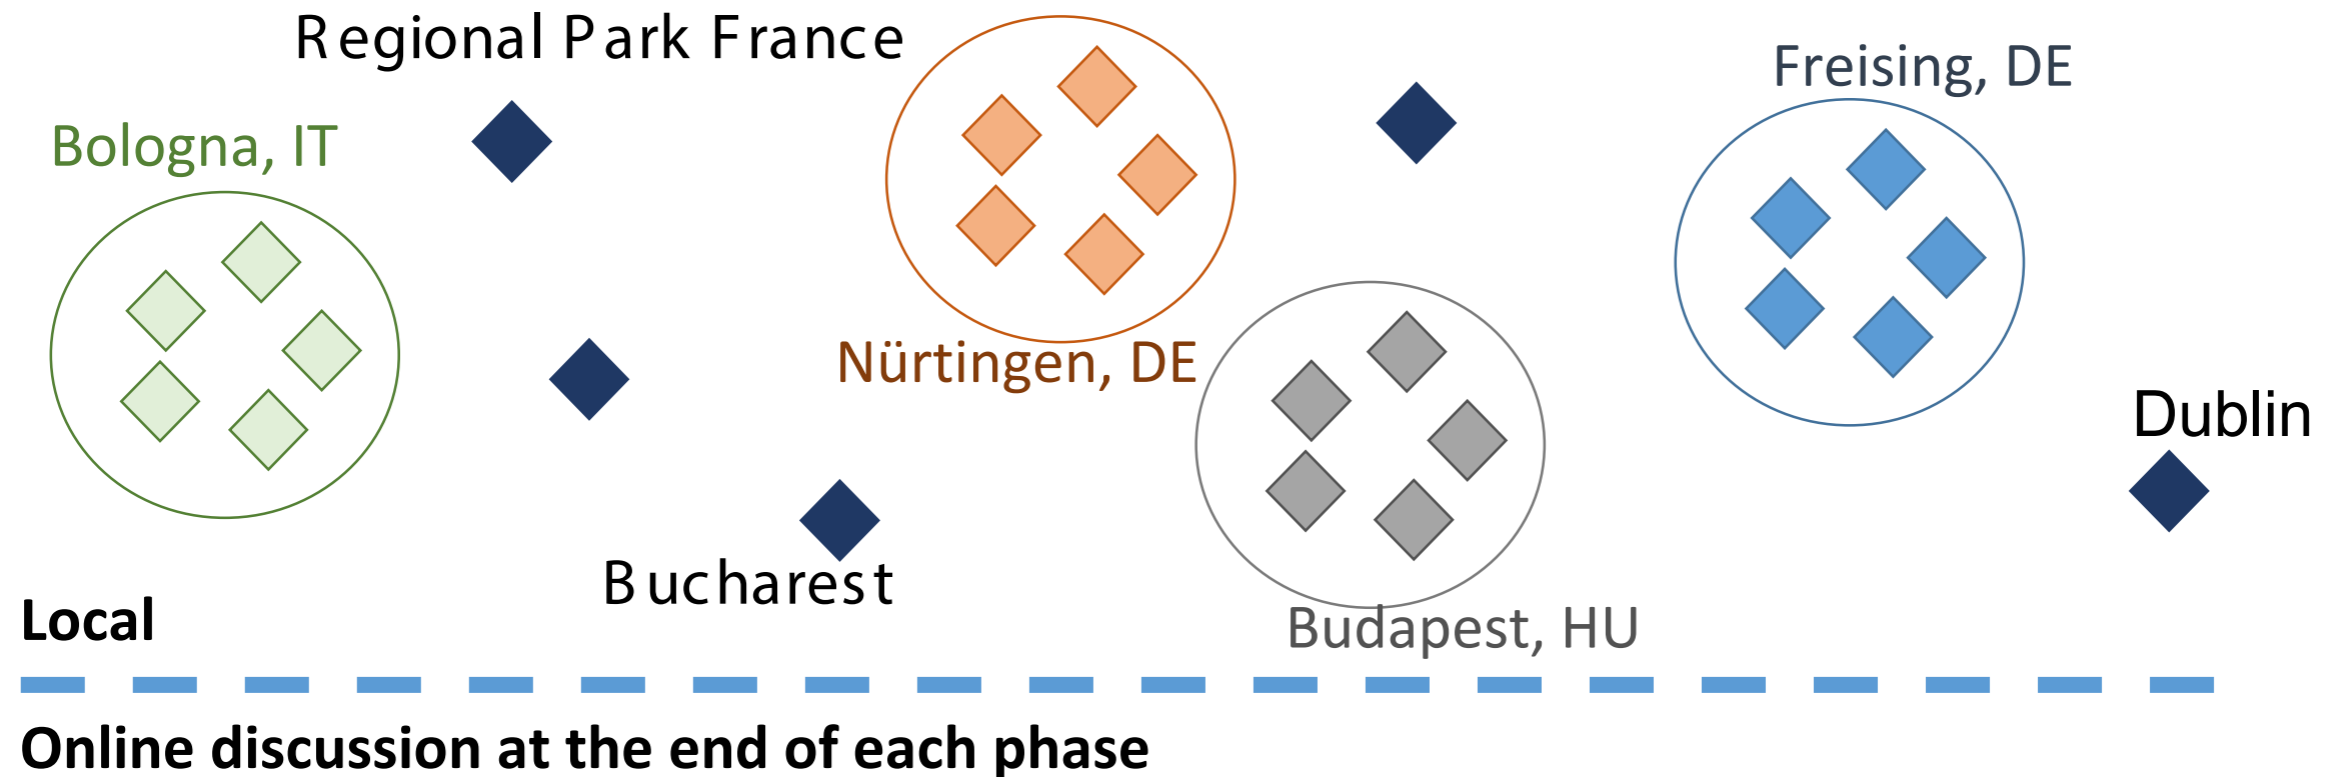 Regional Park France
Freising, DE
Bologna, IT
Nürtingen, DE
Dublin
Bucharest
Budapest, HU
Local
Online discussion at the end of each phase